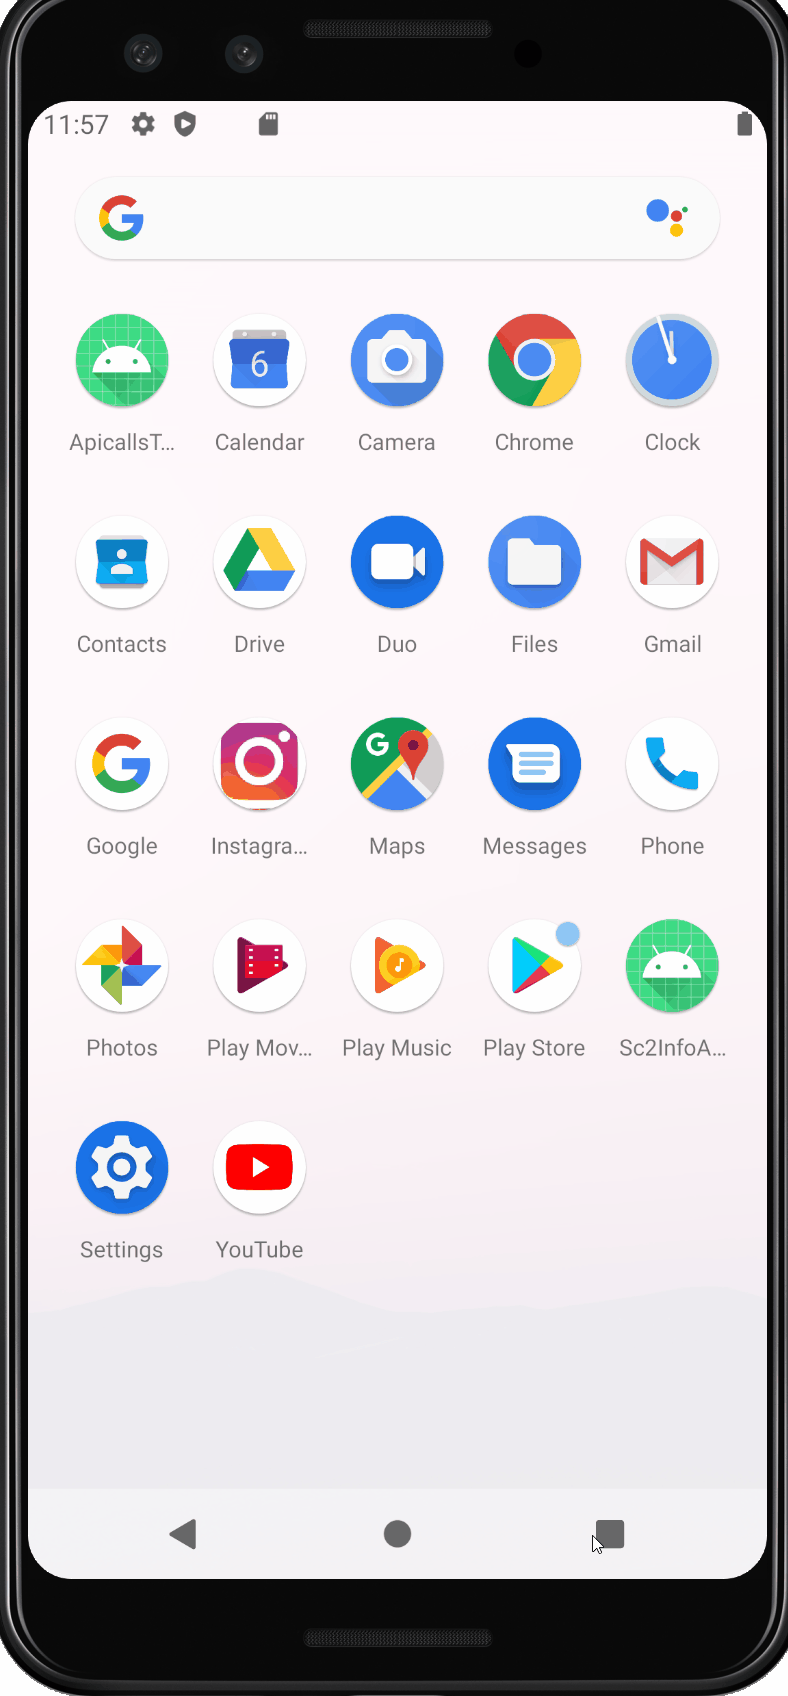 11:57
ApicallsT...
Calendar
Camera
Chrome
Clock
6
Contacts
Drive
Duo
Files
Gmail
Google
Instagra...
Maps
Messages
Phone
Photos
Play Mov...
Play Music
Play Store
Sc2InfoA...
Settings
YouTube